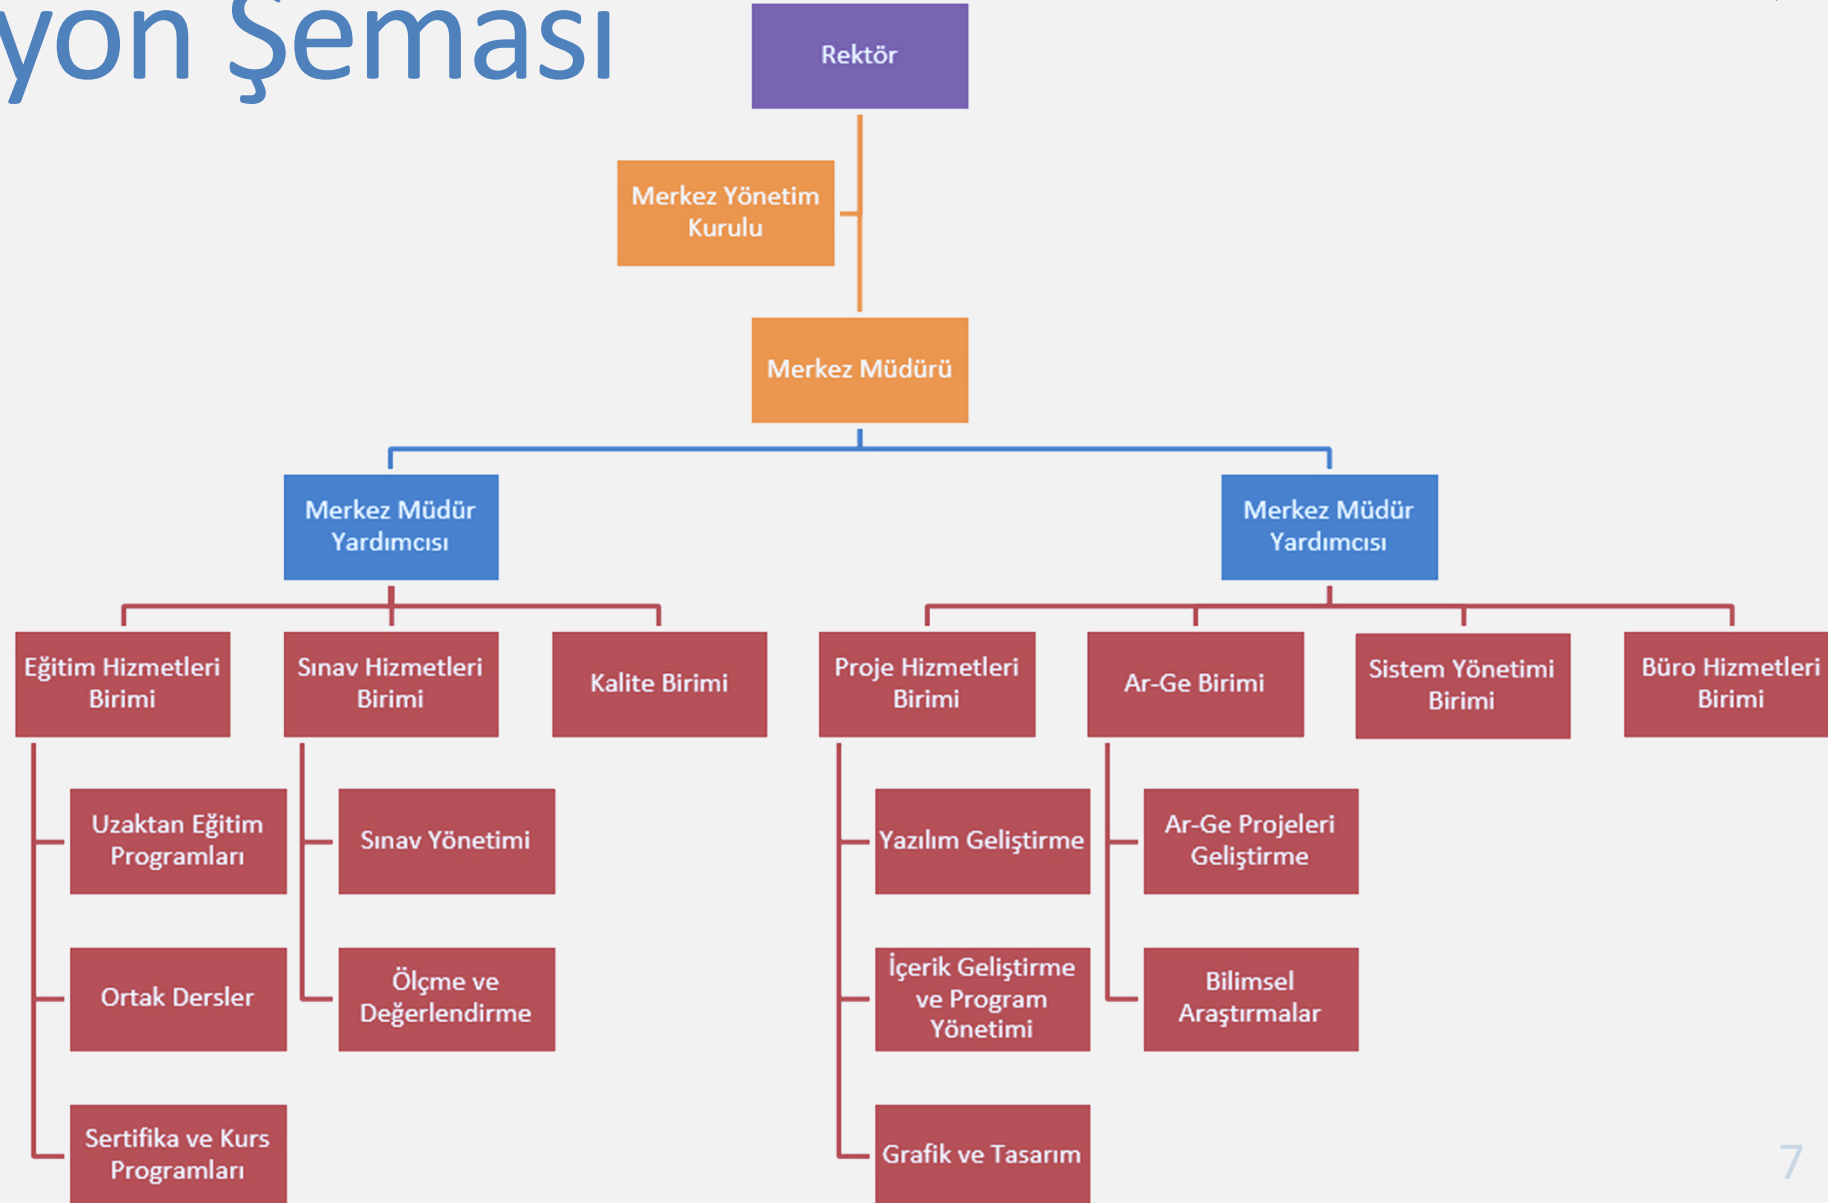 yon Şeması
Rektör
Merkez Yönetim
Kurulu
Merkez Müdürü
Merkez Müdür
Yardımcısı
Merkez Müdür
Yardımcısı
Eğitim Hizmetleri
Birimi
Sınav Hizmetleri
Birimi
Kalite Birimi
Proje Hizmetleri
Birimi
Ar-Ge Birimi
Sistem Yönetimi
Birimi
Büro Hizmetleri
Birimi
Uzaktan Eğitim
Programları
Sınav Yönetimi
Yazılım Geliştirme
Ar-Ge Projeleri
Geliştirme
Ortak Dersler
Ölçme ve
Değerlendirme
İçerik Geliştirme
ve Program
Yönetimi
Bilimsel
Araştırmalar
Sertifika ve Kurs
Programları
Grafik ve Tasarım
7